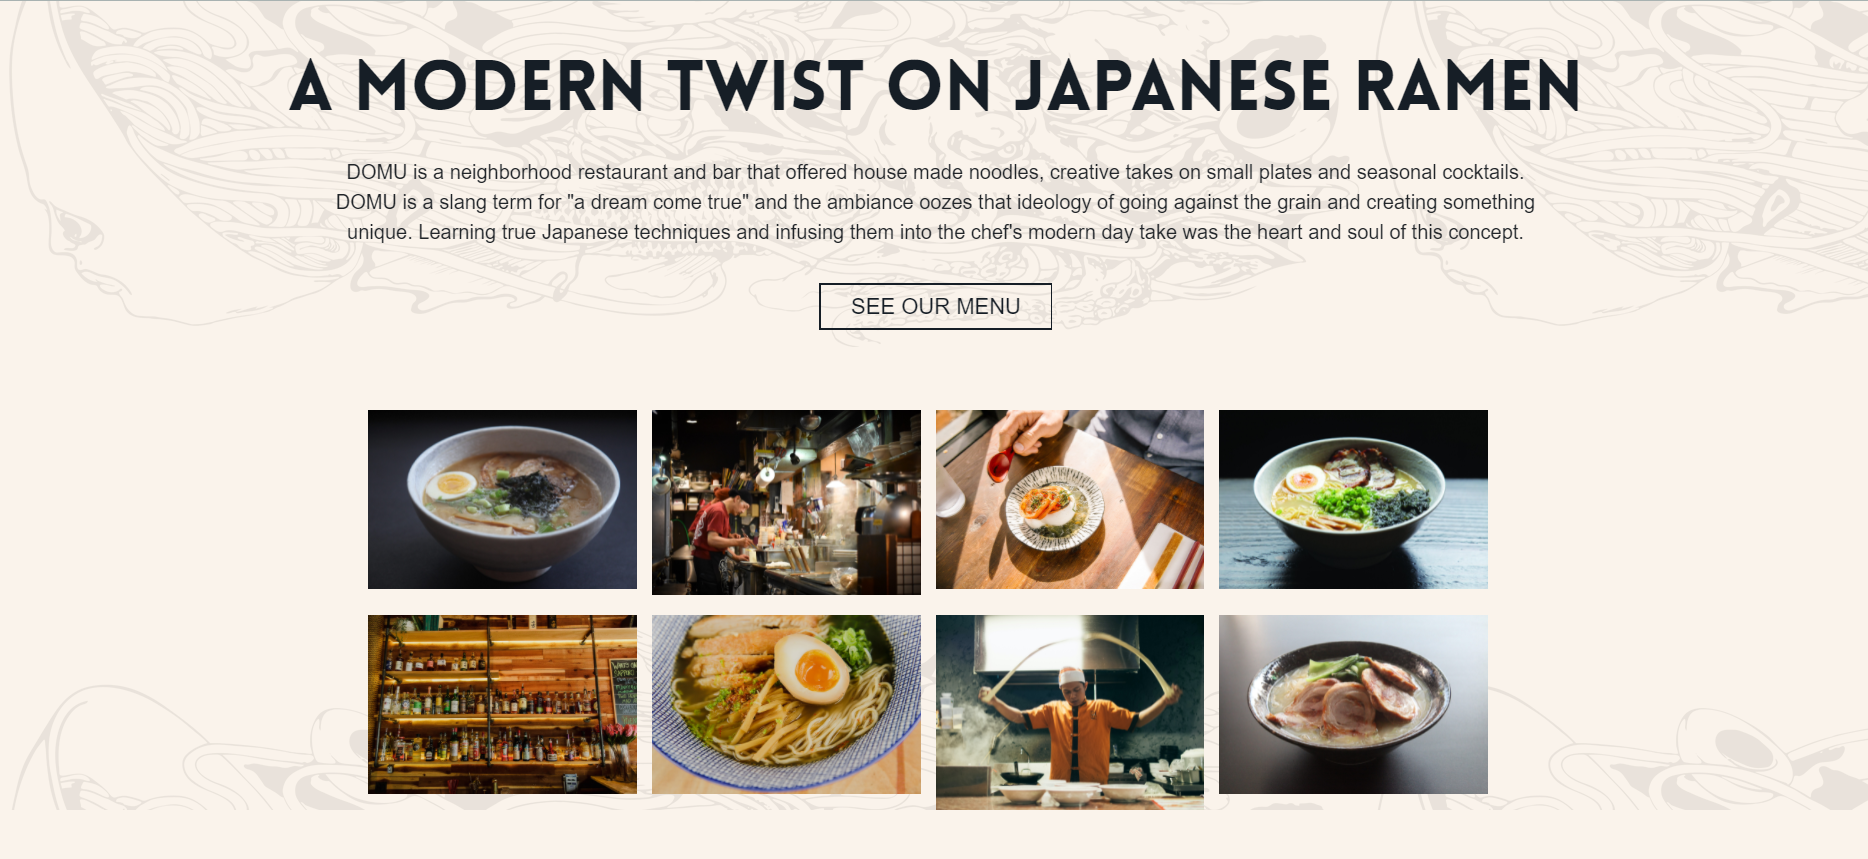 A MODERN TWIST ON JAPANESE RAMEN
DOMU is a neighborhood restaurant and bar that offered house made noodles, creative takes on small plates and seasonal cocktails.
DOMU is a slang term for "a dream come true" and the ambiance oozes that ideology of going against the grain and creating something
unique. Learning true Japanese techniques and infusing them into the chef's modern day take was the heart and soul of this concept.
SEE OUR MENU